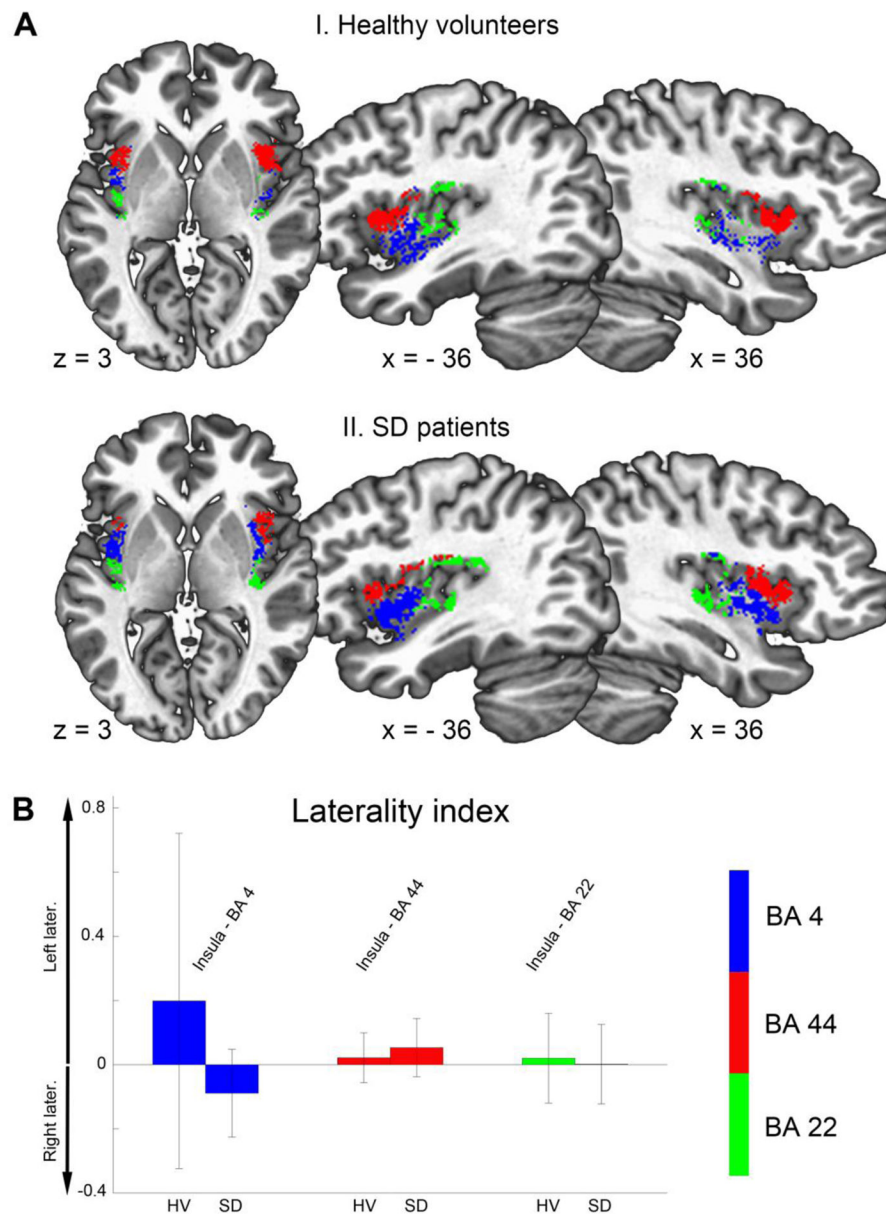 A
I. Healthy volunteers
z = 3
x = - 36
x = 36
II. SD patients
z = 3
x = - 36
x = 36
B
Laterality index
0.8
0.4
0
-0.4
Left later.
Right later.
Insula - BA 4
Insula - BA 44
Insula - BA 22
HV
SD
HV
SD
HV
SD
BA 4
BA 44
BA 22